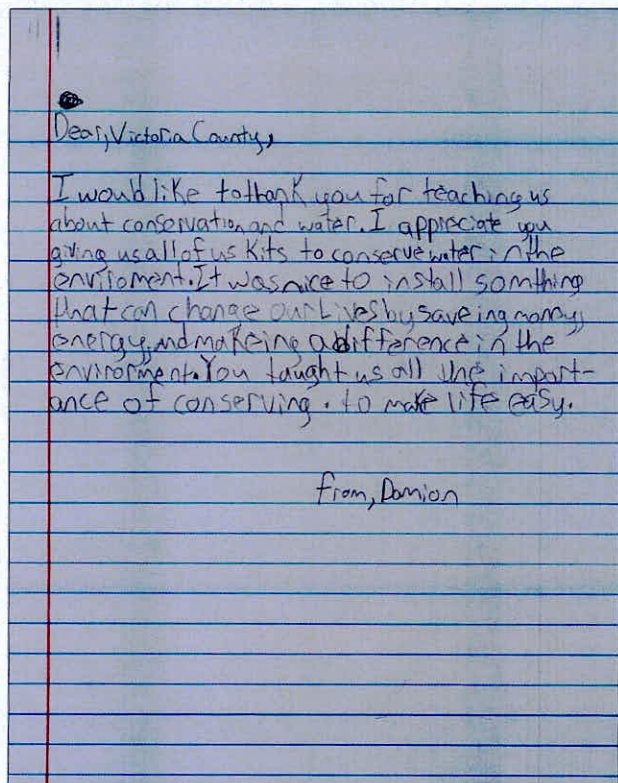 Dear, Victoria County,
I would like to thank you for teaching us
about conservation and water. I appreciate you
giving us all of us Kits to conserve water in the
enviroment. It was nice to install somthing
that can change our Lives by saveing monny,
energy, and makeing a difference in the
envirorment. You taught us all the import-
ance of conserving. to make life easy.
from, Damion